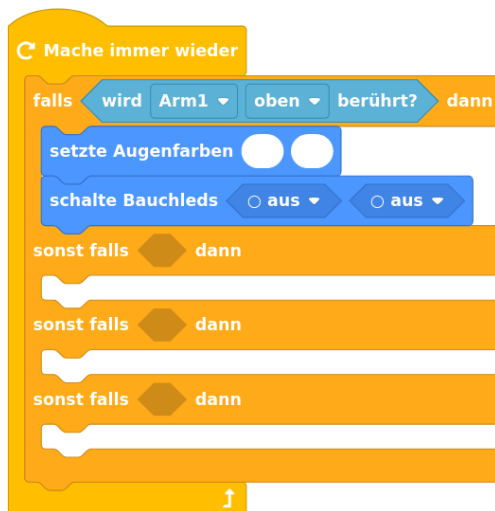 Mache immer wieder
falls wird Arm1 oben berührt? dann
setzte Augenfarben
schalte Bauchleds aus aus
sonst falls dann
sonst falls dann
sonst falls dann